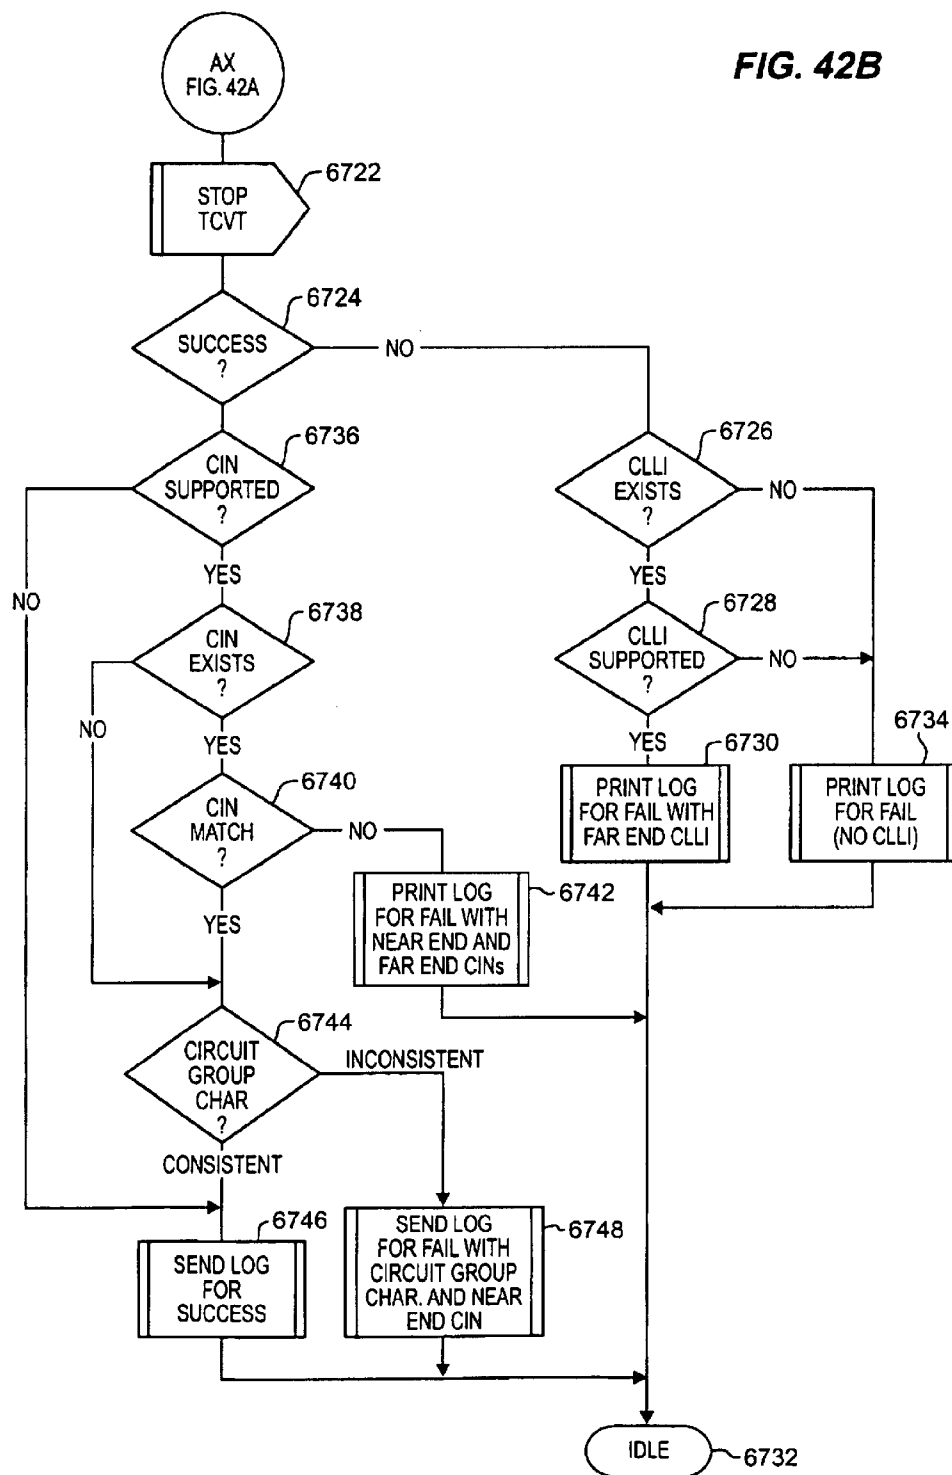 FIG. 42B
AX
FIG. 42A
6722
STOP
TCVT
6724
SUCCESS
?
NO
6736
CIN
SUPPORTED
?
6726
CLLI
EXISTS
?
NO
YES
NO
YES
6738
CIN
EXISTS
?
6728
CLLI
SUPPORTED
?
NO
NO
YES
YES
6740
CIN
MATCH
?
NO
6730
PRINT LOG
FOR FAIL WITH
FAR END CLLI
6734
PRINT LOG
FOR FAIL
(NO CLLI)
YES
6742
PRINT LOG
FOR FAIL WITH
NEAR END AND
FAR END CINs
6744
CIRCUIT
GROUP
CHAR
?
INCONSISTENT
CONSISTENT
6746
SEND LOG
FOR
SUCCESS
6748
SEND LOG
FOR FAIL WITH
CIRCUIT GROUP
CHAR. AND NEAR
END CIN
IDLE
6732